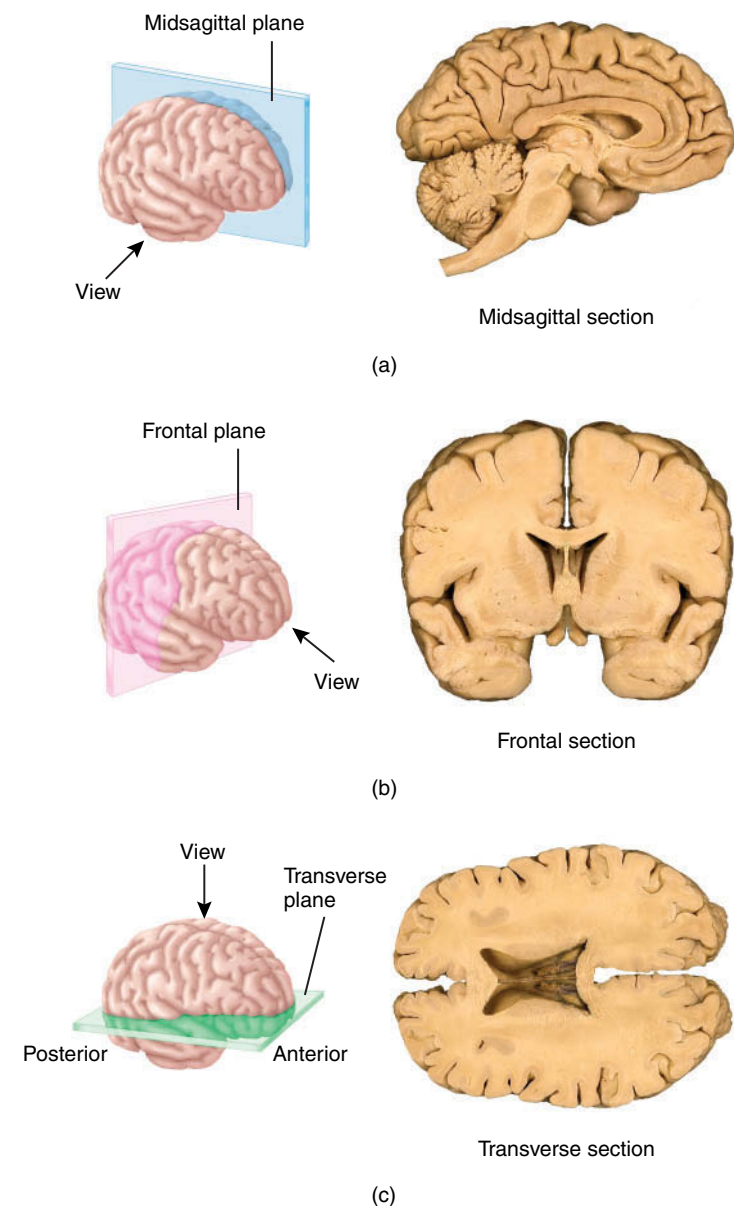 Midsagittal plane
View
Midsagittal section
(a)
Frontal plane
View
Frontal section
(b)
View
Transverse
plane
Posterior
Anterior
Transverse section
(c)